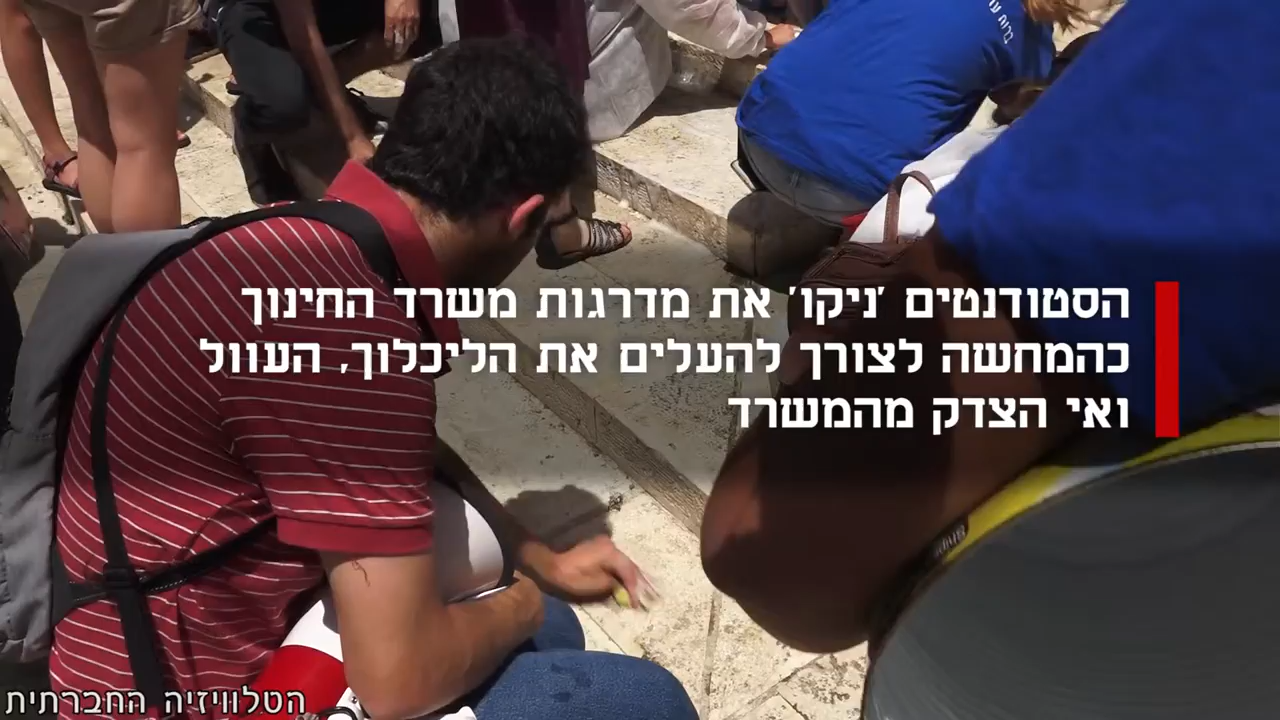 הסטודנטים 'ניקו' את מדרגות משרד החינוך
כהמחשה לצורך להעלים את הליכלוך, העוול
ואי הצדק מהמשרד
הטלוויזיה החברתית